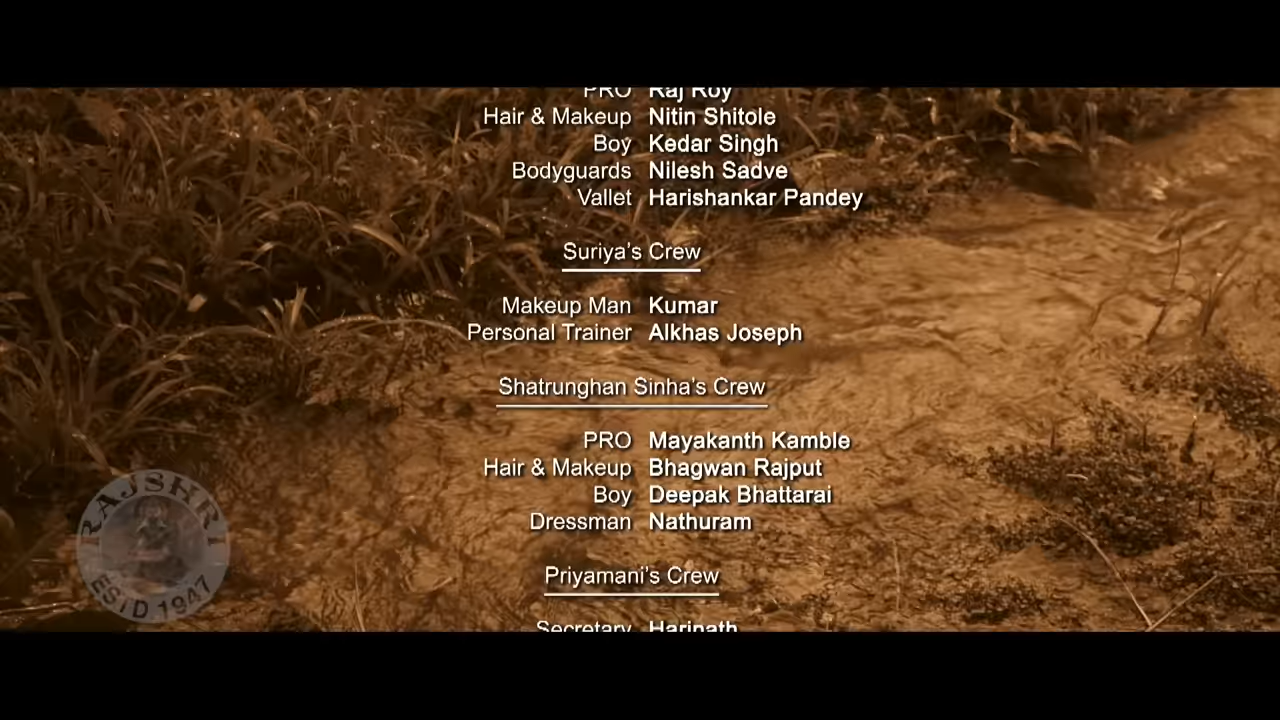 PRO Raj Roy
Hair & Makeup Nitin Shitole
Boy Kedar Singh
Bodyguards Nilesh Sadve
Vallet Harishankar Pandey
Suriya's Crew
Makeup Man Kumar
Personal Trainer Alkhas Joseph
Shatrunghan Sinha's Crew
PRO Mayakanth Kamble
Hair & Makeup Bhagwan Rajput
Boy Deepak Bhattarai
Dressman Nathuram
Priyamani's Crew
Secretary Harinath
RAJSHRI
ESTD 1947